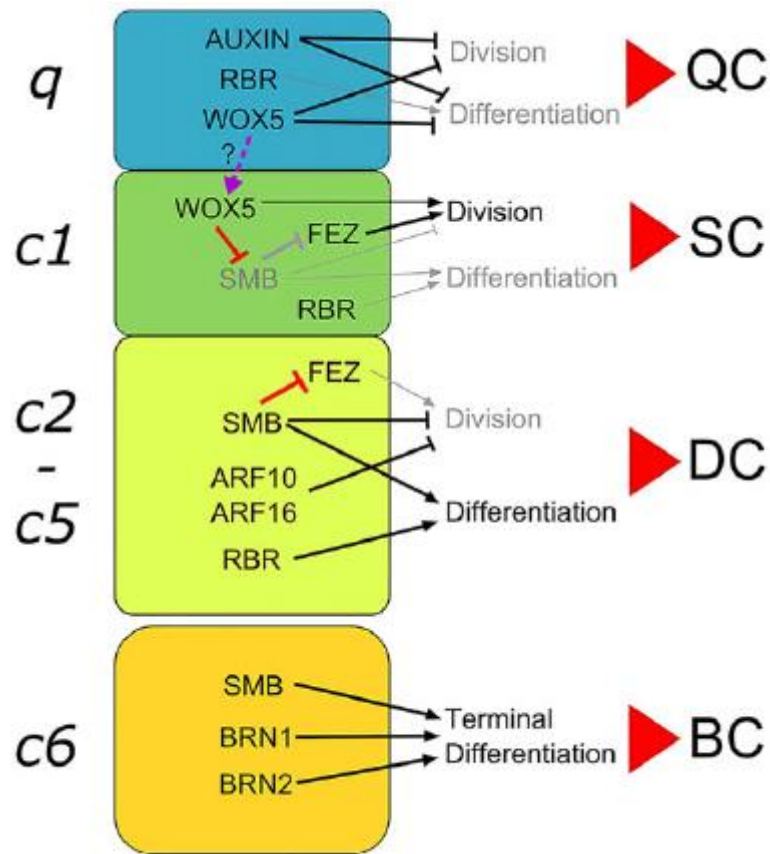 q
AUXIN
RBR
WOX5
?
Division
Differentiation
QC
c1
WOX5
FEZ
SMB
RBR
Division
Differentiation
SC
c2
-
c5
FEZ
SMB
ARF10
ARF16
RBR
Division
Differentiation
DC
c6
SMB
BRN1
BRN2
Terminal
Differentiation
BC